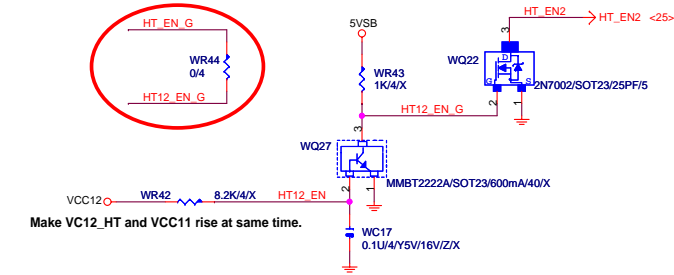 HT_EN_G
WR44
0/4
HT12_EN_G
5VSB
WR43
1K/4/X
HT12_EN_G
HT_EN2
HT_EN2 <25>
WQ22
3
D
G
S
2N7002/SOT23/25PF/5
2
1
3
WQ27
MMBT2222A/SOT23/600mA/40/X
2
1
VCC12
WR42
8.2K/4/X
HT12_EN
Make VC12_HT and VCC11 rise at same time.
WC17
0.1U/4/Y5V/16V/Z/X